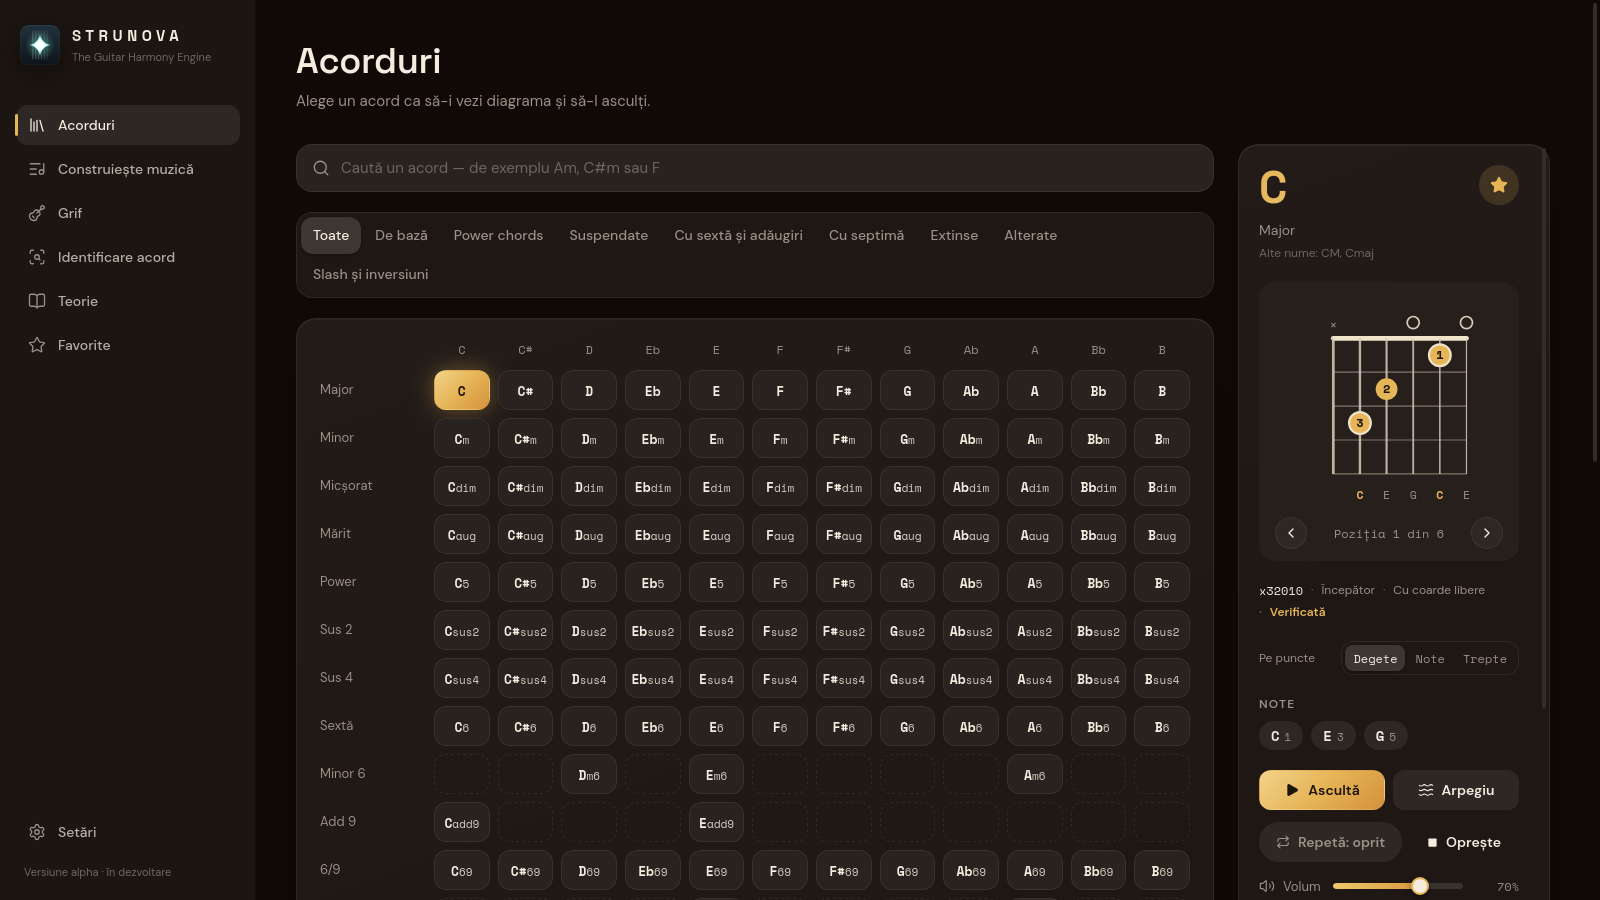 STRUNOVA
The Guitar Harmony Engine
Acorduri
Construiește muzică
Grif
Identificare acord
Teorie
Favorite
Setări
Versiune alpha · în dezvoltare
Acorduri
Alege un acord ca să-i vezi diagrama și să-l asculți.
Caută un acord — de exemplu Am, C#m sau F
Toate De bază Power chords Suspendate Cu sextă și adăugiri Cu septimă Extinse Alterate
Slash și inversiuni
C C# D Eb E F F# G Ab A Bb B
Major C C# D Eb E F F# G Ab A Bb B
Minor Cm C#m Dm Ebm Em Fm F#m Gm Abm Am Bbm Bm
Micșorat Cdim C#dim Ddim Ebdim Edim Fdim F#dim Gdim Abdim Adim Bbdim Bdim
Mărit Caug C#aug Daug Ebaug Eaug Faug F#aug Gaug Abaug Aaug Bbaug Baug
Power C5 C#5 D5 Eb5 E5 F5 F#5 G5 Ab5 A5 Bb5 B5
Sus 2 Csus2 C#sus2 Dsus2 Ebsus2 Esus2 Fsus2 F#sus2 Gsus2 Absus2 Asus2 Bbsus2 Bsus2
Sus 4 Csus4 C#sus4 Dsus4 Ebsus4 Esus4 Fsus4 F#sus4 Gsus4 Absus4 Asus4 Bbsus4 Bsus4
Sextă C6 C#6 D6 Eb6 E6 F6 F#6 G6 Ab6 A6 Bb6 B6
Minor 6 Dm6 Em6 Am6
Add 9 Cadd9 Eadd9
6/9 C69 C#69 D69 Eb69 E69 F69 F#69 G69 Ab69 A69 Bb69 B69
C
Major
Alte nume: CM, Cmaj
×
1
2
3
C E G C E
Poziția 1 din 6
x32010 · Începător · Cu coarde libere
· Verificată
Pe puncte Degete Note Trepte
NOTE
C 1 E 3 G 5
Ascultă Arpegiu
Repetă: oprit Oprește
Volum 70%